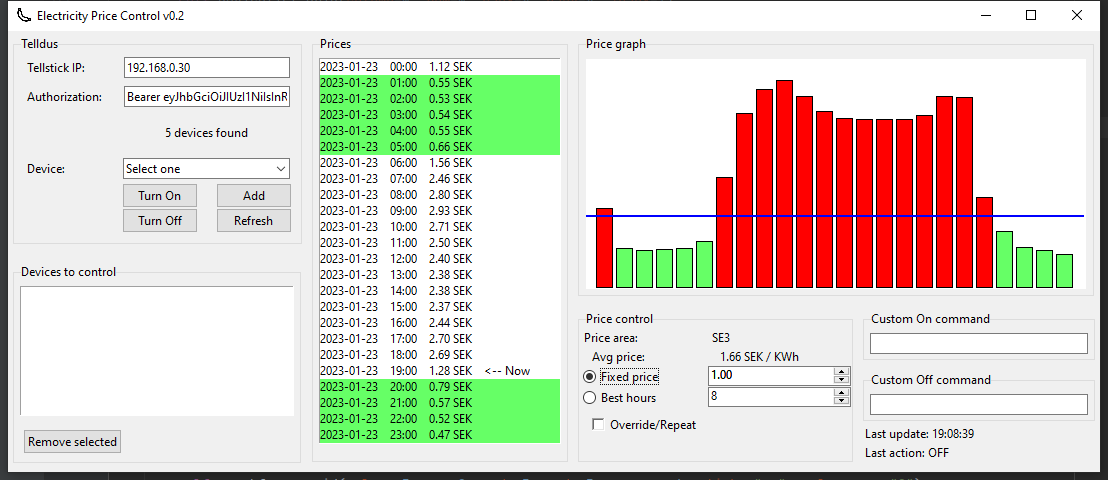 Electricity Price Control v0.2
Telldus
Tellstick IP: 192.168.0.30
Authorization:
5 devices found
Device: Select one
Turn On Add
Turn Off Refresh
Devices to control
Remove selected
Prices
2023-01-23 00:00 1.12 SEK
2023-01-23 01:00 0.55 SEK
2023-01-23 02:00 0.53 SEK
2023-01-23 03:00 0.54 SEK
2023-01-23 04:00 0.55 SEK
2023-01-23 05:00 0.66 SEK
2023-01-23 06:00 1.56 SEK
2023-01-23 07:00 2.46 SEK
2023-01-23 08:00 2.80 SEK
2023-01-23 09:00 2.93 SEK
2023-01-23 10:00 2.71 SEK
2023-01-23 11:00 2.50 SEK
2023-01-23 12:00 2.40 SEK
2023-01-23 13:00 2.38 SEK
2023-01-23 14:00 2.38 SEK
2023-01-23 15:00 2.37 SEK
2023-01-23 16:00 2.44 SEK
2023-01-23 17:00 2.70 SEK
2023-01-23 18:00 2.69 SEK
2023-01-23 19:00 1.28 SEK <-- Now
2023-01-23 20:00 0.79 SEK
2023-01-23 21:00 0.57 SEK
2023-01-23 22:00 0.52 SEK
2023-01-23 23:00 0.47 SEK
Price graph
Price control
Price area: SE3
Avg price: 1.66 SEK / KWh
Fixed price 1.00
Best hours 8
Override/Repeat
Custom On command
Custom Off command
Last update: 19:08:39
Last action: OFF